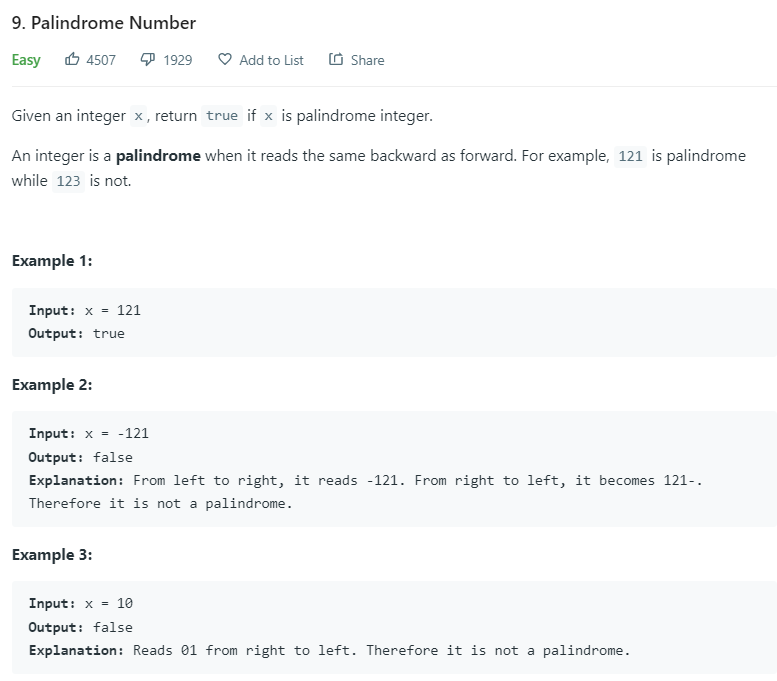 9. Palindrome Number
Easy 4507 1929 Add to List Share
Given an integer x, return true if x is palindrome integer.
An integer is a palindrome when it reads the same backward as forward. For example, 121 is palindrome
while 123 is not.
Example 1:
Input: x = 121
Output: true
Example 2:
Input: x = -121
Output: false
Explanation: From left to right, it reads -121. From right to left, it becomes 121-.
Therefore it is not a palindrome.
Example 3:
Input: x = 10
Output: false
Explanation: Reads 01 from right to left. Therefore it is not a palindrome.